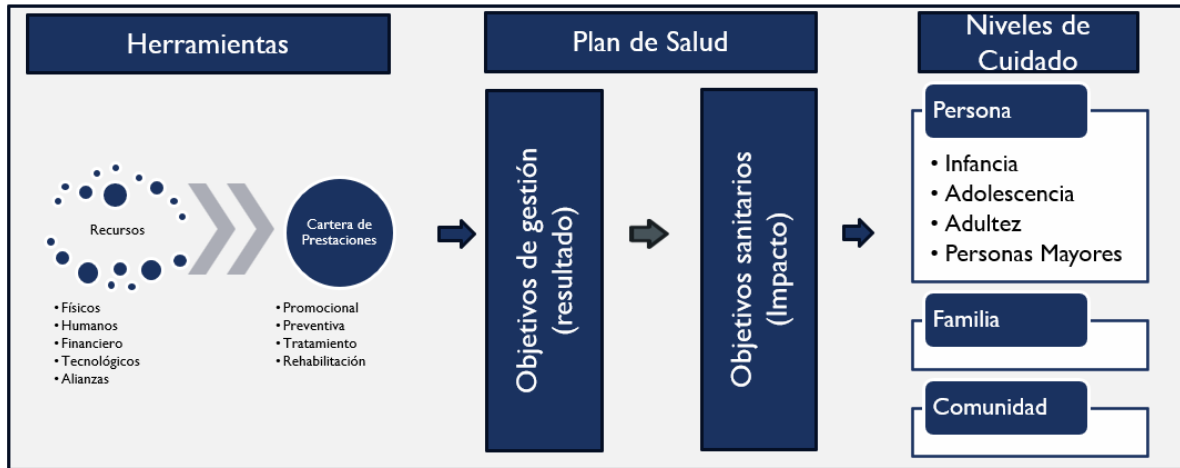 Herramientas
Recursos
• Físicos
• Humanos
• Financiero
• Tecnológicos
• Alianzas
Cartera de
Prestaciones
• Promocional
• Preventiva
• Tratamiento
• Rehabilitación
Plan de Salud
Objetivos de gestión
(resultado)
Objetivos sanitarios
(Impacto)
Niveles de
Cuidado
Persona
• Infancia
• Adolescencia
• Adultez
• Personas Mayores
Familia
Comunidad